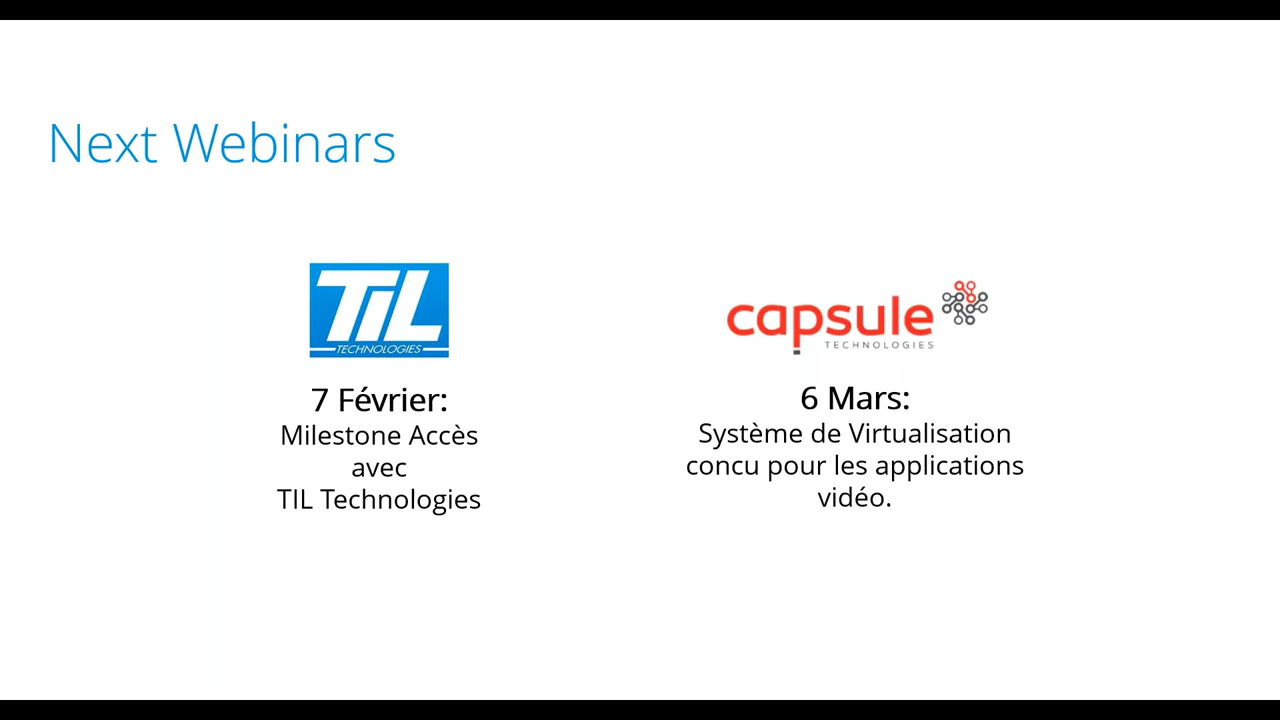 Next Webinars
TiL
TECHNOLOGIES
7 Février:
Milestone Accès
avec
TIL Technologies
capsule
TECHNOLOGIES
6 Mars:
Système de Virtualisation
concu pour les applications
vidéo.